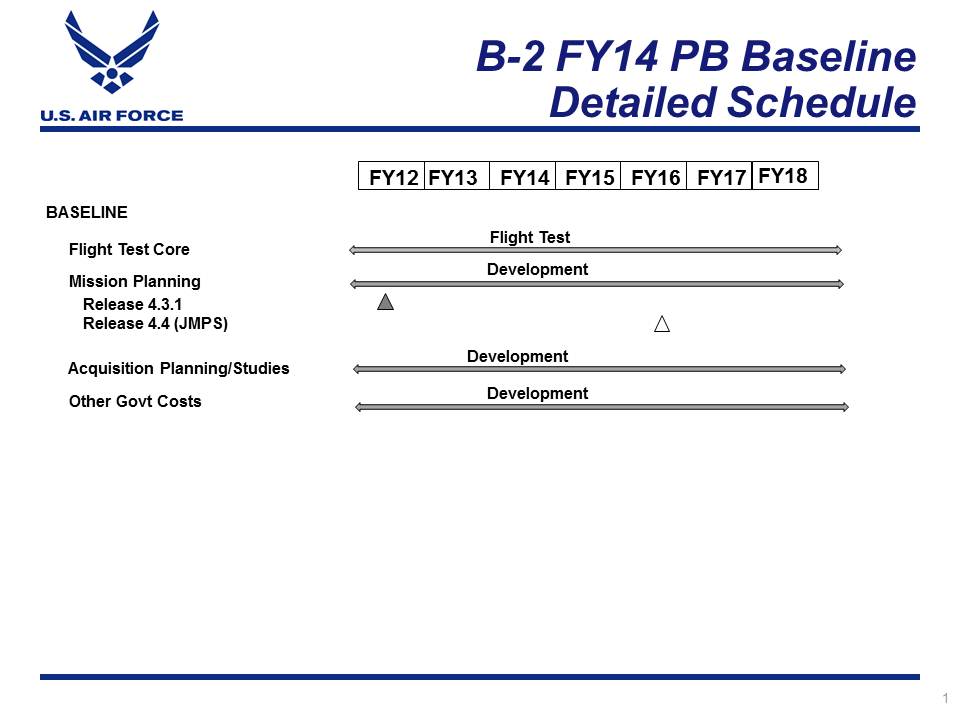 B-2 FY14 PB Baseline
Detailed Schedule
U.S. AIR FORCE
FY12 FY13 FY14 FY15 FY16 FY17 FY18
BASELINE
Flight Test Core
Flight Test
Mission Planning
Development
Release 4.3.1
Release 4.4 (JMPS)
Acquisition Planning/Studies
Development
Other Govt Costs
Development
1